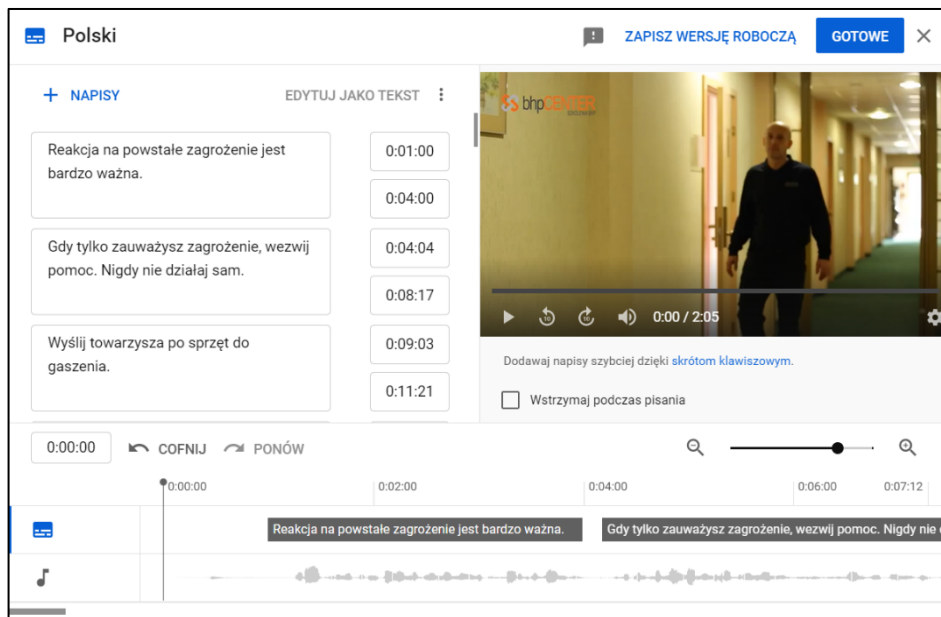 Polski
ZAPISZ WERSJĘ ROBOCZĄ
GOTOWE
+ NAPISY
EDYTUJ JAKO TEKST
Reakcja na powstałe zagrożenie jest
bardzo ważna.
0:01:00
0:04:00
Gdy tylko zauważysz zagrożenie, wezwij
pomoc. Nigdy nie działaj sam.
0:04:04
0:08:17
Wyślij towarzysza po sprzęt do
gaszenia.
0:09:03
0:11:21
bhpCENTER
10
10
0:00 / 2:05
Dodawaj napisy szybciej dzięki skrótom klawiszowym.
Wstrzymaj podczas pisania
0:00:00
COFNIJ
PONÓW
0:00:00
0:02:00
0:04:00
0:06:00
0:07:12
Reakcja na powstałe zagrożenie jest bardzo ważna.
Gdy tylko zauważysz zagrożenie, wezwij pomoc. Nigdy nie